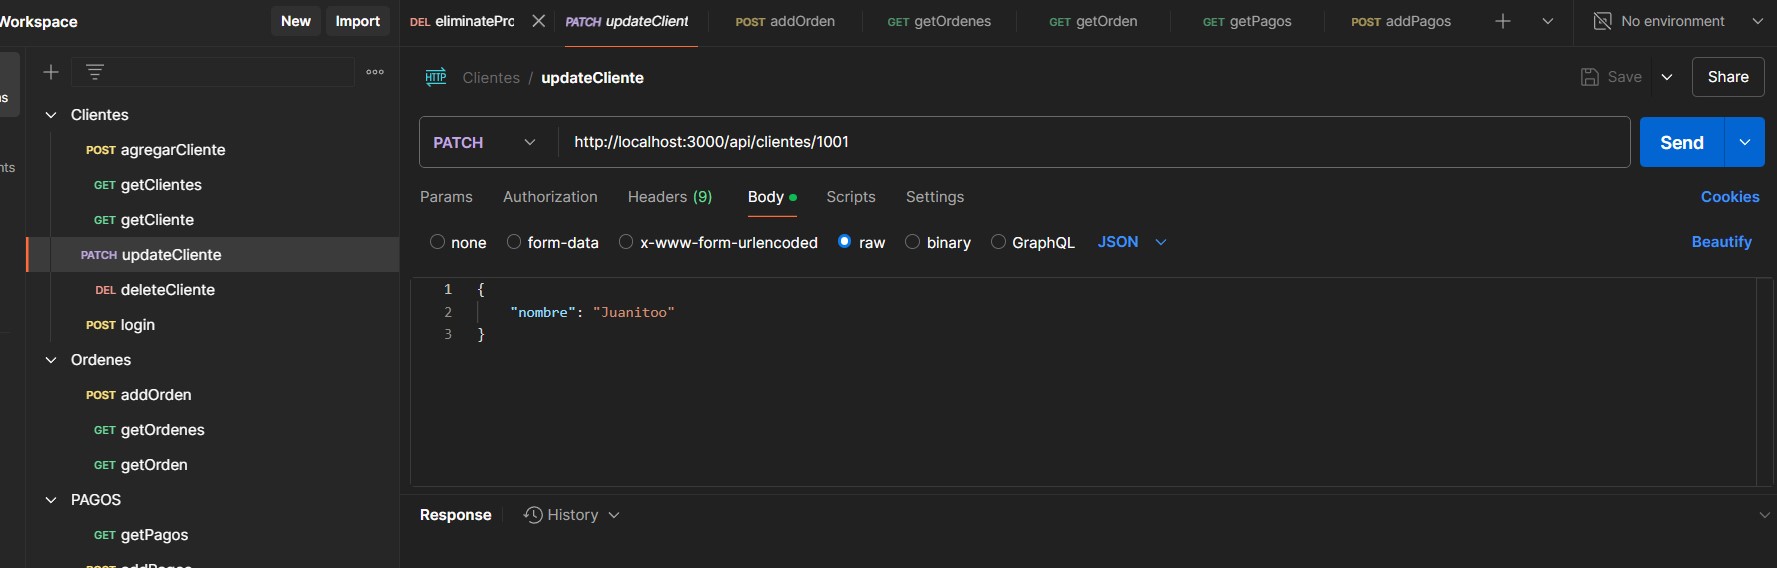 Workspace
New
Import
DEL eliminatePro
PATCH updateClient
POST addOrden
GET getOrdenes
GET getOrden
GET getPagos
POST addPagos
No environment
HTTP
Clientes / updateCliente
Save
Share
Clientes
POST agregarCliente
GET getClientes
GET getCliente
PATCH updateCliente
DEL deleteCliente
POST login
Ordenes
POST addOrden
GET getOrdenes
GET getOrden
PAGOS
GET getPagos
PATCH
http://localhost:3000/api/clientes/1001
Send
Params
Authorization
Headers (9)
Body
Scripts
Settings
Cookies
none
form-data
x-www-form-urlencoded
raw
binary
GraphQL
JSON
Beautify
1 {
2 "nombre": "Juanitoo"
3 }
Response
History